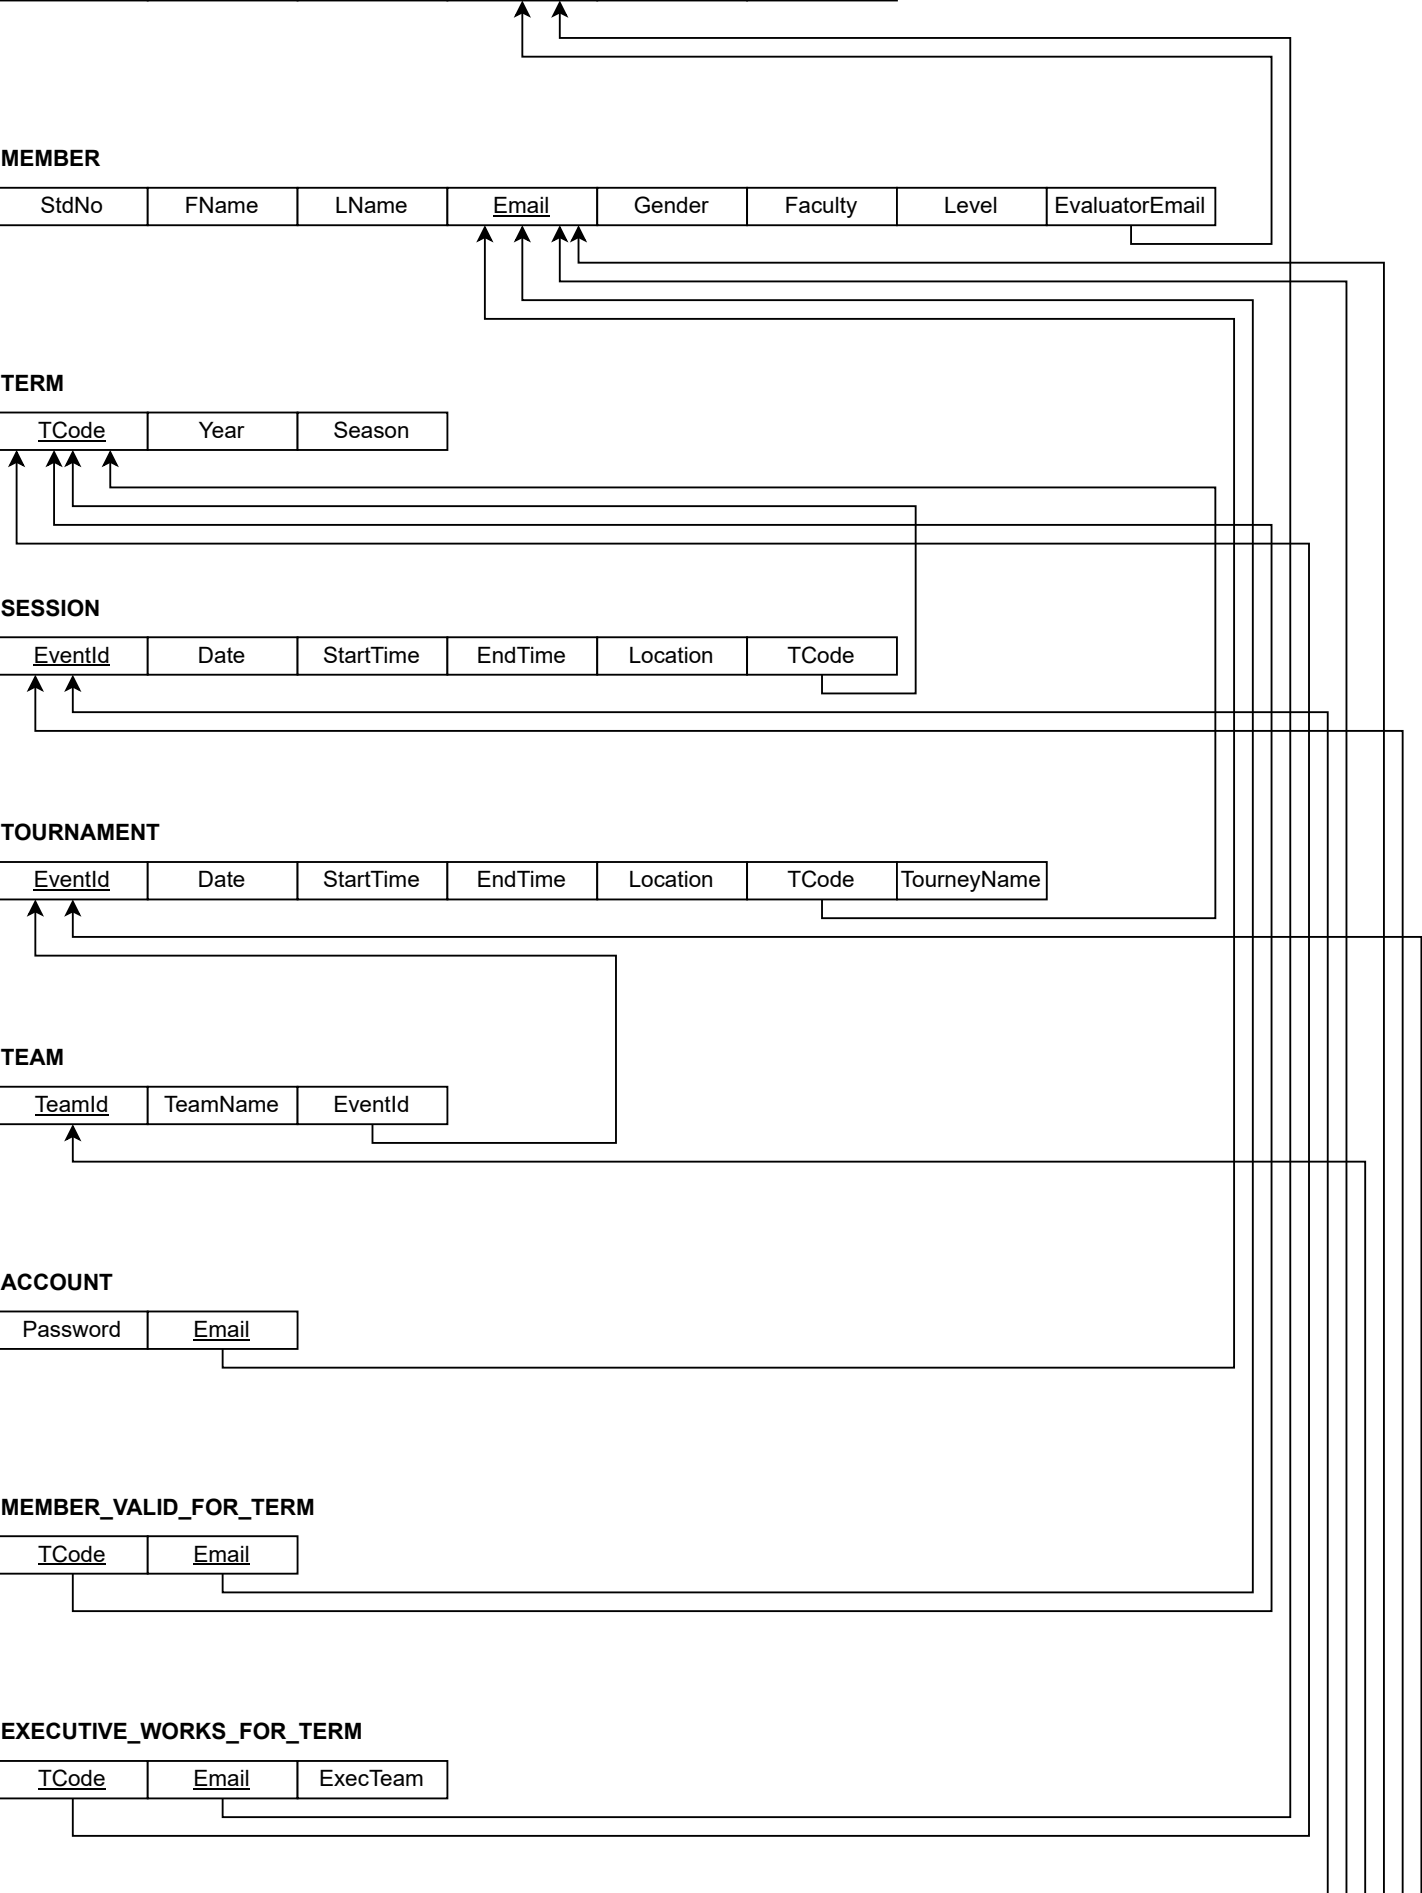 MEMBER
StdNo FName LName Email Gender Faculty Level EvaluatorEmail
TERM
TCode Year Season
SESSION
EventId Date StartTime EndTime Location TCode
TOURNAMENT
EventId Date StartTime EndTime Location TCode TourneyName
TEAM
TeamId TeamName EventId
ACCOUNT
Password Email
MEMBER_VALID_FOR_TERM
TCode Email
EXECUTIVE_WORKS_FOR_TERM
TCode Email ExecTeam